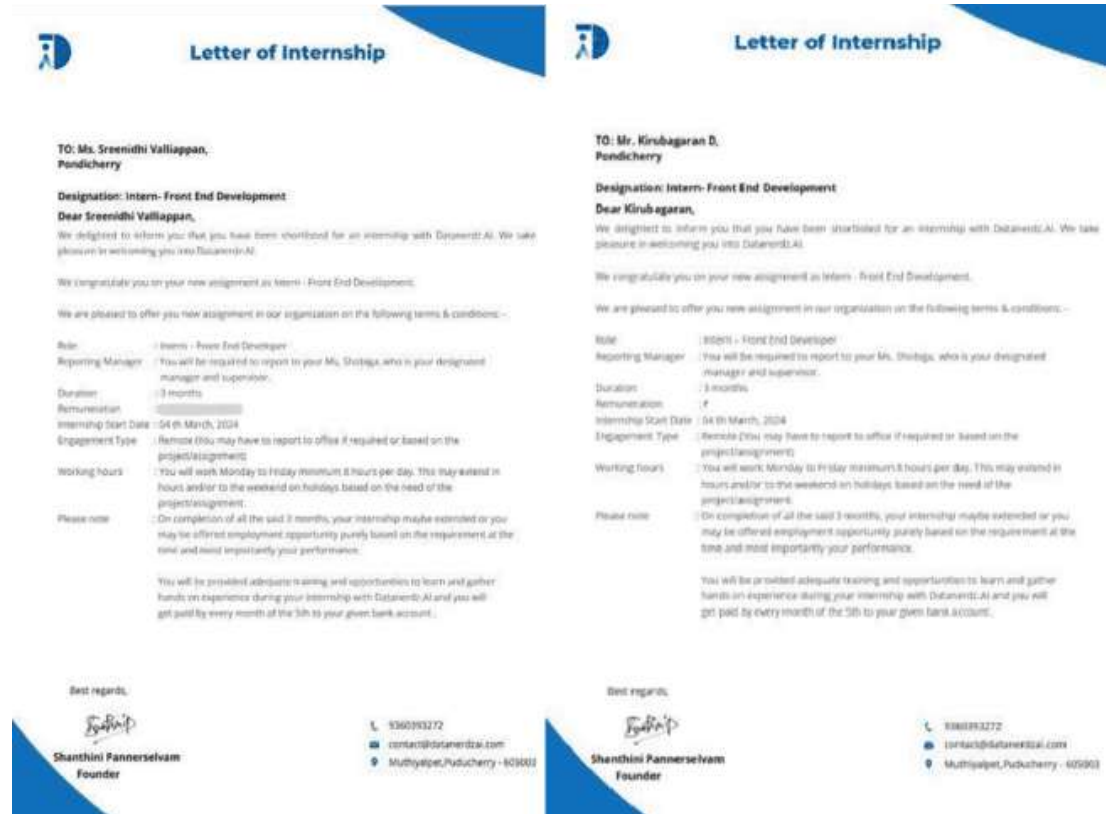 Letter of Internship
TO: Ms. Sreenidhi Valliappan,
Pondicherry
Designation: Intern- Front End Development
Dear Sreenidhi Valliappan,
We delighted to inform you that you have been shortlisted for an internship with Datanerdz.AI. We take
pleasure in welcoming you into Datanerdz.AI.
We congratulate you on your new assignment as Intern - Front End Development.
We are pleased to offer you new assignment in our organization on the following terms & conditions: -
Role : Intern - Front End Developer
Reporting Manager : You will be required to report to your Ms. Shobiga, who is your designated
manager and supervisor.
Duration : 3 months
Remuneration
Internship Start Date : 04 th March, 2024
Engagement Type : Remote (You may have to report to office if required or based on the
project/assignment)
Working hours : You will work Monday to Friday minimum 8 hours per day. This may extend in
hours and/or to the weekend on holidays based on the need of the
project/assignment.
Please note : On completion of all the said 3 months, your internship maybe extended or you
may be offered employment opportunity purely based on the requirement at the
time and most importantly your performance.
You will be provided adequate training and opportunities to learn and gather
hands on experience during your internship with Datanerdz.AI and you will
get paid by every month of the 5th to your given bank account .
Best regards,
Shanthini Pannerselvam
Founder
9360393272
contact@datanerdzai.com
Muthiyalpet,Puducherry - 605003
Letter of Internship
TO: Mr. Kirubagaran D,
Pondicherry
Designation: Intern- Front End Development
Dear Kirubagaran,
We delighted to inform you that you have been shortlisted for an internship with Datanerdz.AI. We take
pleasure in welcoming you into Datanerdz.AI.
We congratulate you on your new assignment as Intern - Front End Development.
We are pleased to offer you new assignment in our organization on the following terms & conditions: -
Role : Intern - Front End Developer
Reporting Manager : You will be required to report to your Ms. Shobiga, who is your designated
manager and supervisor.
Duration : 3 months
Remuneration : ₹
Internship Start Date : 04 th March, 2024
Engagement Type : Remote (You may have to report to office if required or based on the
project/assignment)
Working hours : You will work Monday to Friday minimum 8 hours per day. This may extend in
hours and/or to the weekend on holidays based on the need of the
project/assignment.
Please note : On completion of all the said 3 months, your internship maybe extended or you
may be offered employment opportunity purely based on the requirement at the
time and most importantly your performance.
You will be provided adequate training and opportunities to learn and gather
hands on experience during your internship with Datanerdz.AI and you will
get paid by every month of the 5th to your given bank account .
Best regards,
Shanthini Pannerselvam
Founder
9360393272
contact@datanerdzai.com
Muthiyalpet,Puducherry - 605003